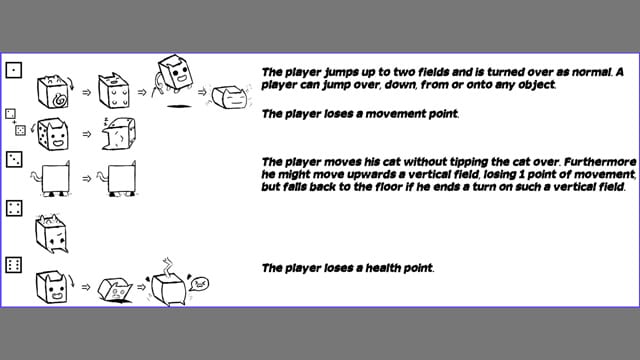 The player jumps up to two fields and is turned over as normal. A
player can jump over, down, from or onto any object.
The player loses a movement point.
The player moves his cat without tipping the cat over. Furthermore
he might move upwards a vertical field, losing 1 point of movement,
but falls back to the floor if he ends a turn on such a vertical field.
The player loses a health point.